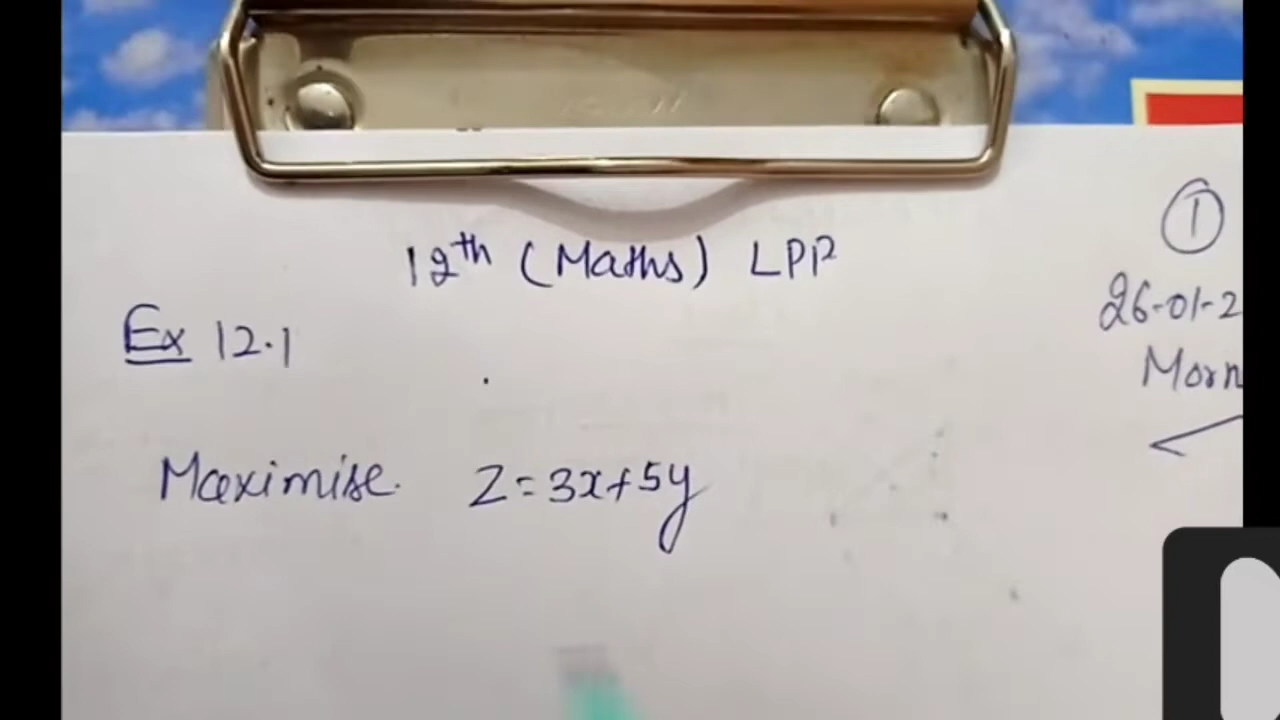 12th (Maths) LPP
①
26-01-2
Morn
Ex 12.1
Maximise. Z=3x+5y